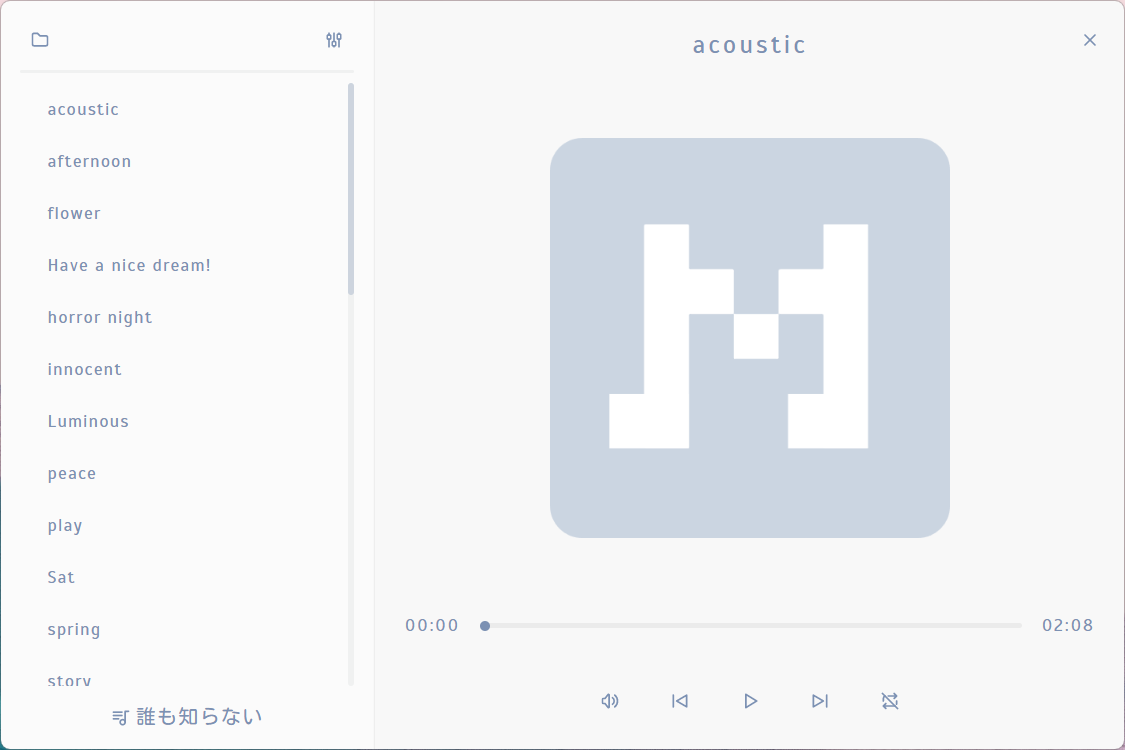 acoustic
acoustic
afternoon
flower
Have a nice dream!
horror night
innocent
Luminous
peace
play
Sat
spring
story
誰も知らない
00:00
02:08